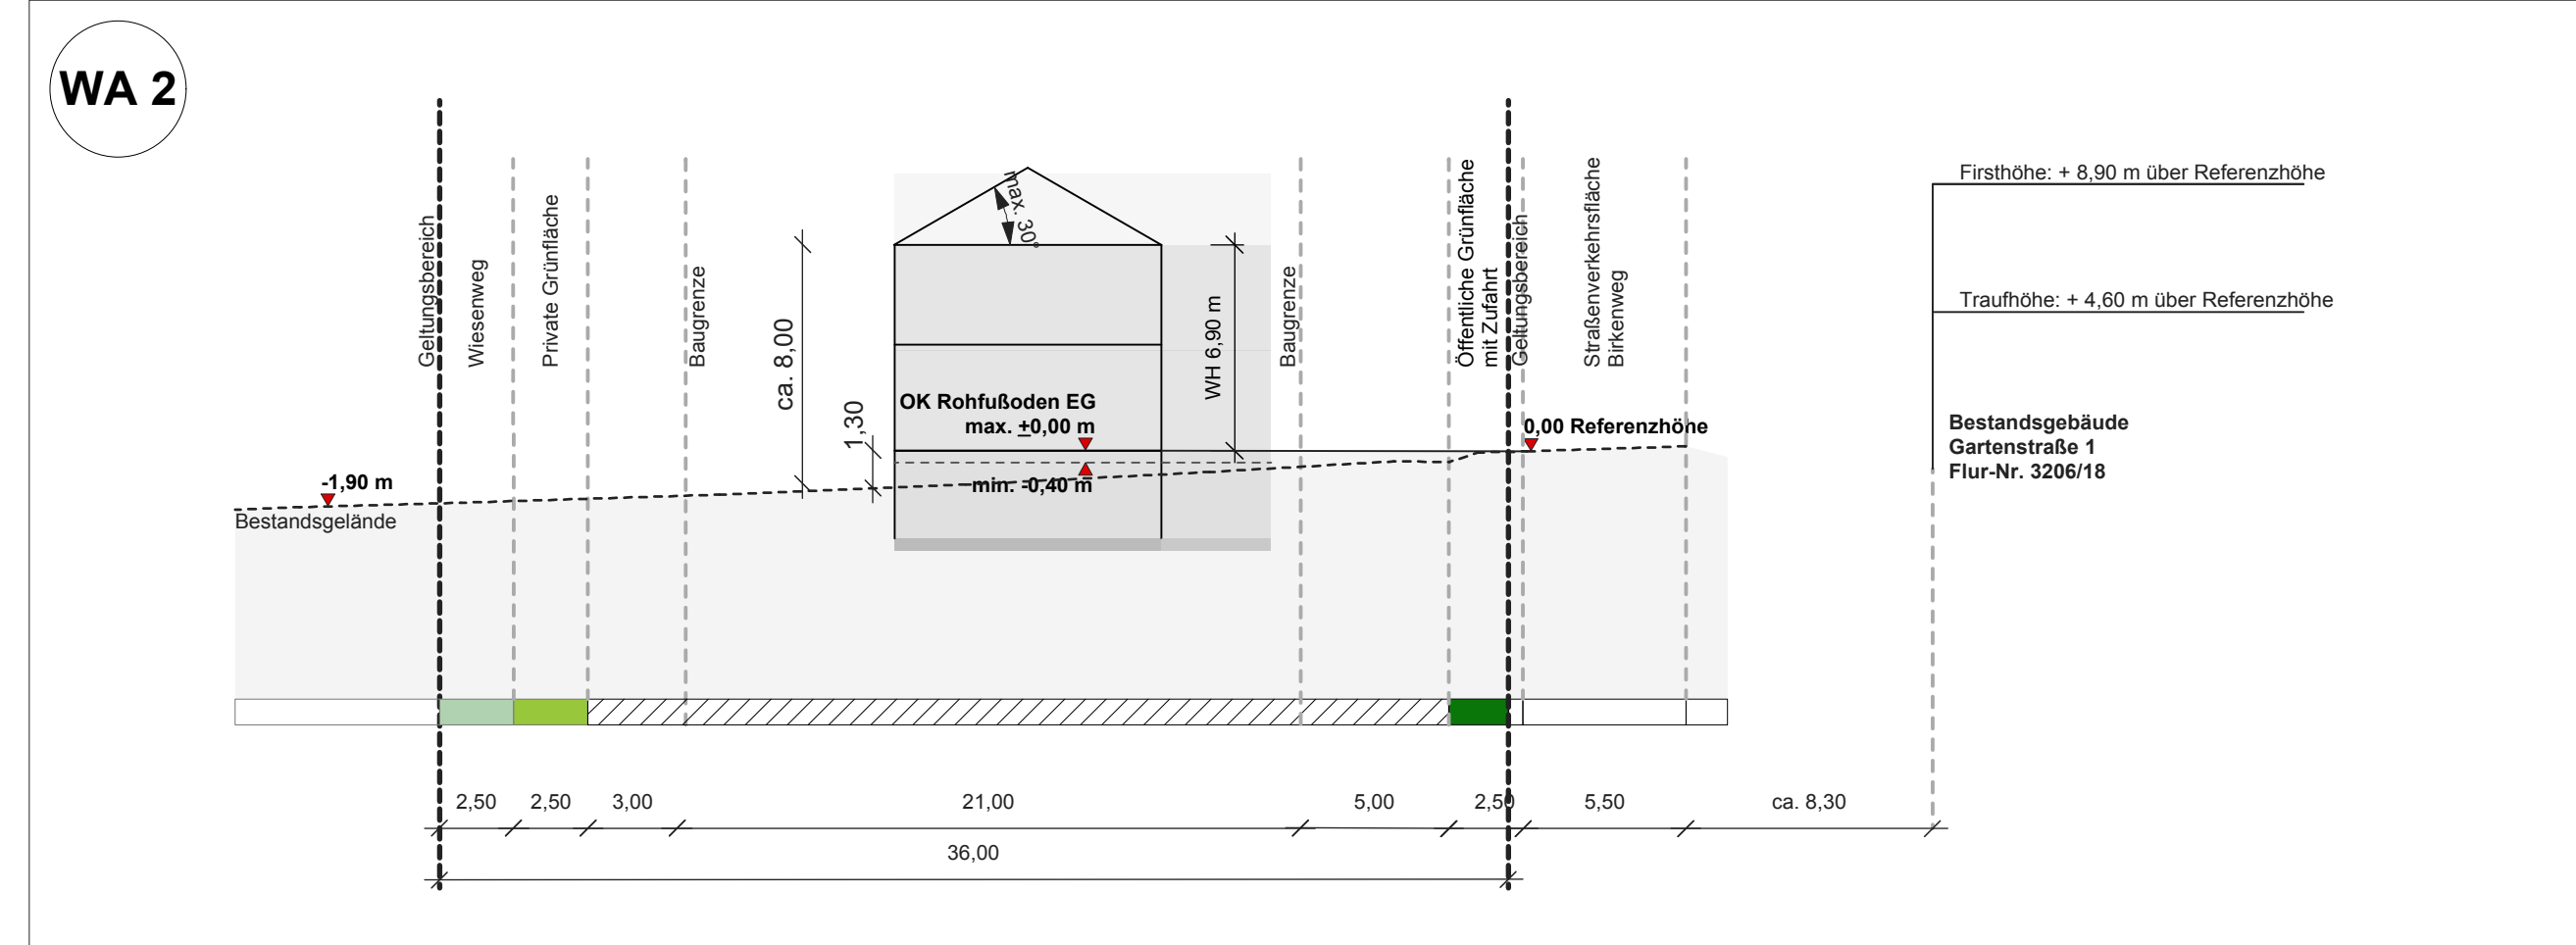 WA 2
Geltungsbereich
Wiesenweg
Private Grünfläche
Baugrenze
ca. 8,00
1,30
max. 30°
OK Rohfußoden EG
max. ±0,00 m
min. -0,40 m
WH 6,90 m
Baugrenze
Öffentliche Grünfläche
mit Zufahrt
Geltungsbereich
Straßenverkehrsfläche
Birkenweg
0,00 Referenzhöhe
Firsthöhe: + 8,90 m über Referenzhöhe
Traufhöhe: + 4,60 m über Referenzhöhe
Bestandsgebäude
Gartenstraße 1
Flur-Nr. 3206/18
-1,90 m
Bestandsgelände
2,50
2,50
3,00
21,00
5,00
2,50
5,50
ca. 8,30
36,00